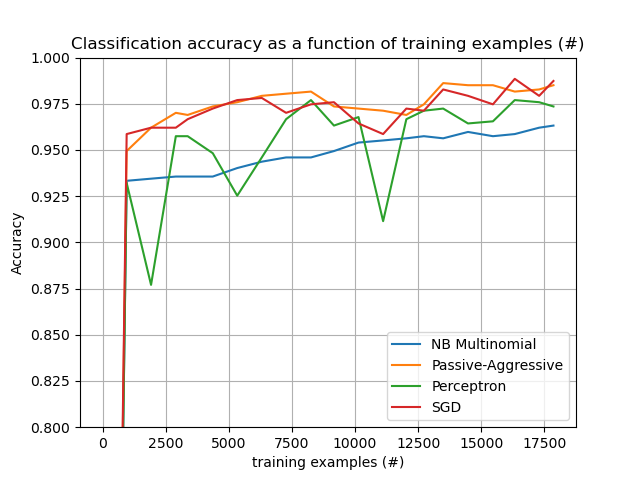 Classification accuracy as a function of training examples (#)
1.000
0.975
0.950
0.925
0.900
0.875
0.850
0.825
0.800
Accuracy
NB Multinomial
Passive-Aggressive
Perceptron
SGD
0 2500 5000 7500 10000 12500 15000 17500
training examples (#)